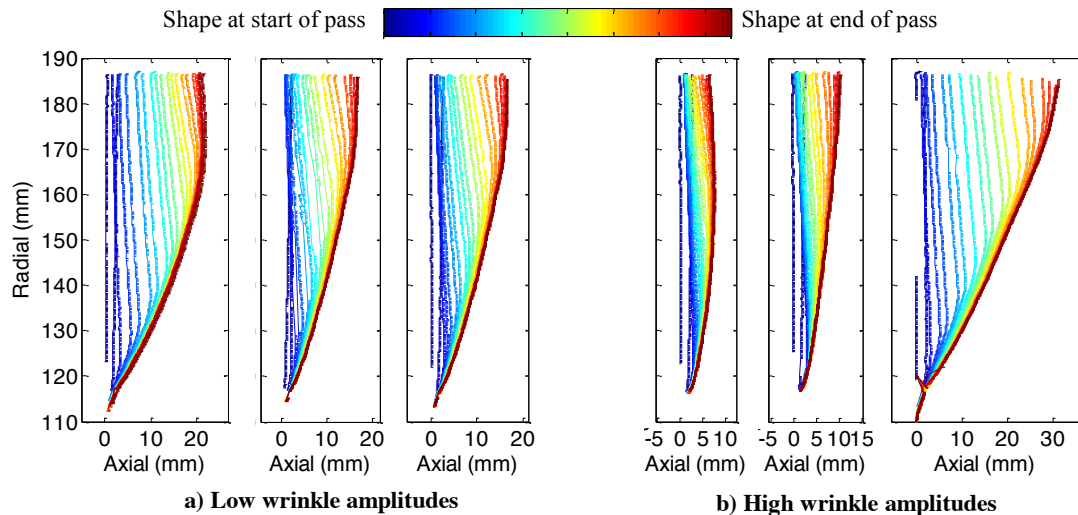 Shape at start of pass Shape at end of pass
190
180
170
160
150
140
130
120
110
Radial (mm)
0 10 20 0 10 20 0 10 20 -5 0 5 10 -5 0 5 10 15 0 10 20 30
Axial (mm) Axial (mm) Axial (mm) Axial (mm) Axial (mm) Axial (mm)
a) Low wrinkle amplitudes b) High wrinkle amplitudes